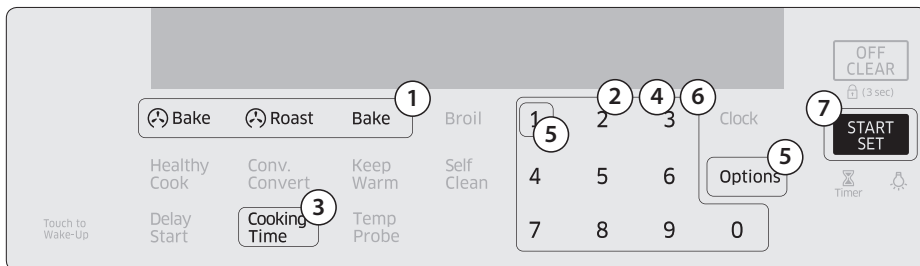 OFF
CLEAR
(3 sec)
1
2
4
6
7
Bake
Roast
Bake
Broil
1
2
3
Clock
START
SET
5
5
Healthy
Cook
Conv.
Convert
Keep
Warm
Self
Clean
4
5
6
Options
Timer
3
Touch to
Wake-Up
Delay
Start
Cooking
Time
Temp
Probe
7
8
9
0